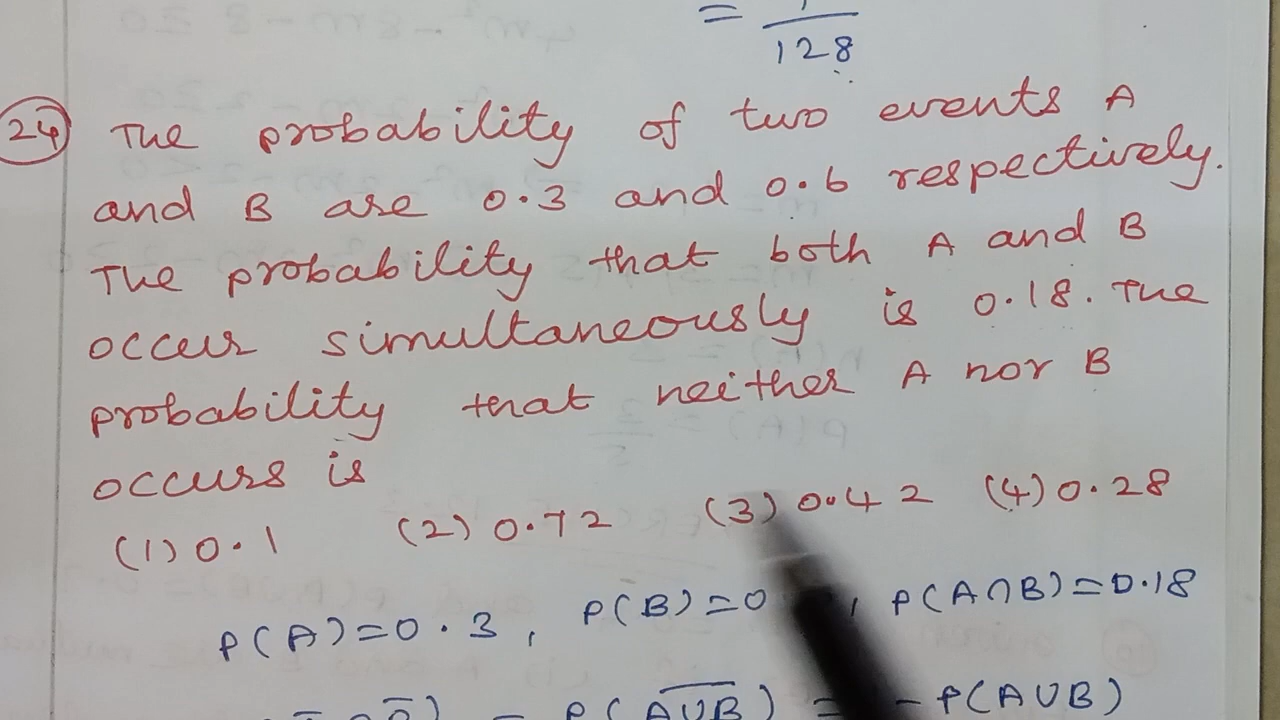 = 1/128
24 The probability of two events A
and B are 0.3 and 0.6 respectively.
The probability that both A and B
occur simultaneously is 0.18. The
probability that neither A nor B
occurs is
(1) 0.1 (2) 0.72 (3) 0.42 (4) 0.28
P(A)=0.3, P(B)=0 , P(A∩B)=0.18
P(A∪B)‾ = -P(A∪B)